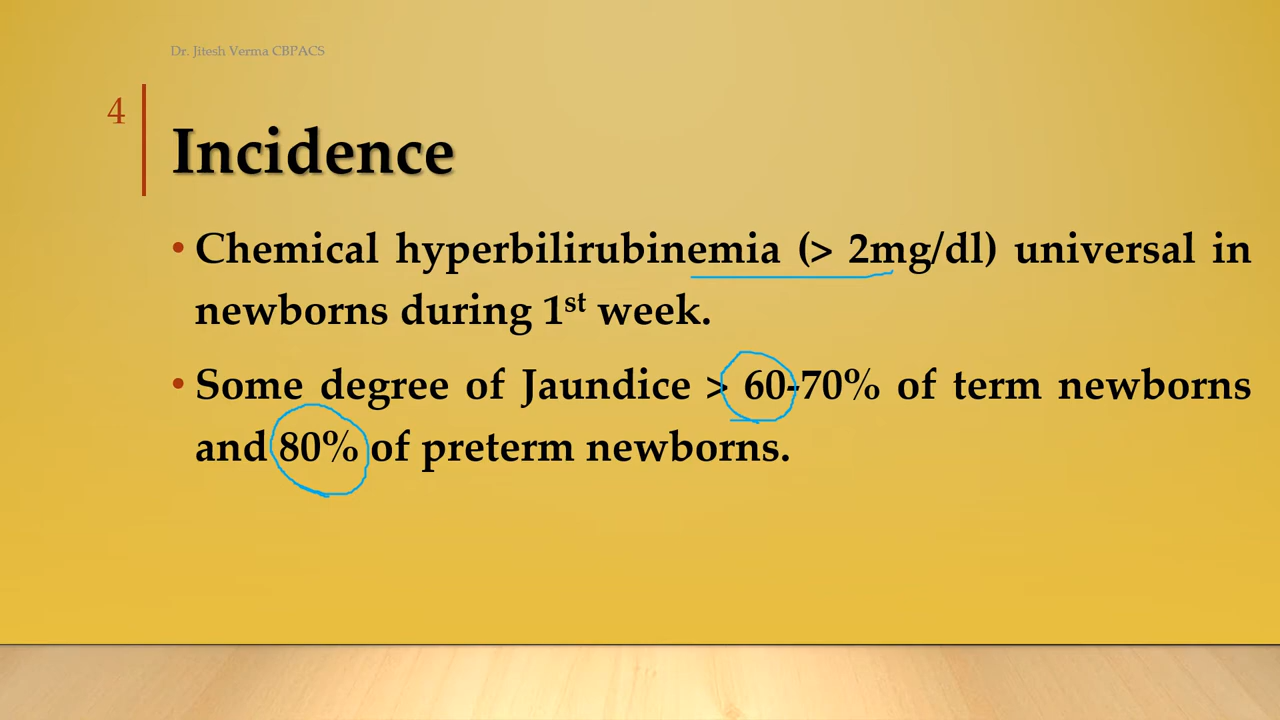 Dr. Jitesh Verma CBPACS
4
Incidence
• Chemical hyperbilirubinemia (> 2mg/dl) universal in
newborns during 1st week.
• Some degree of Jaundice > 60-70% of term newborns
and 80% of preterm newborns.